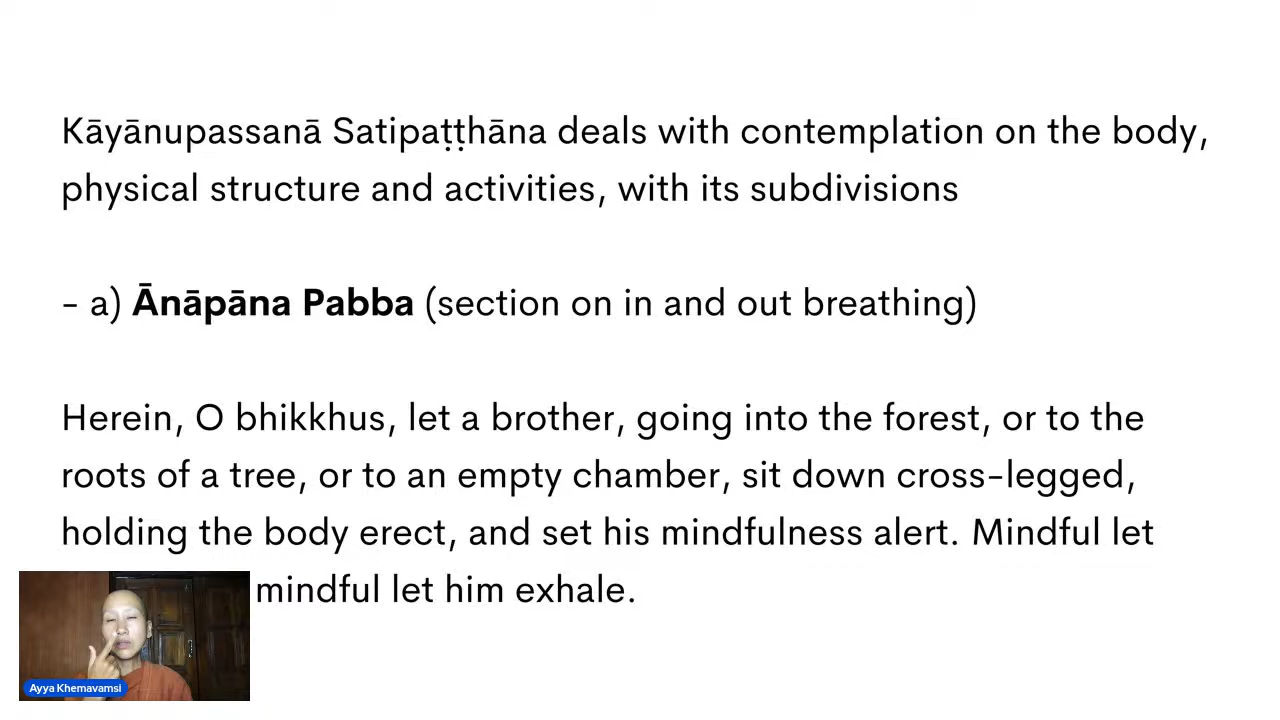 Kāyānupassanā Satipaṭṭhāna deals with contemplation on the body,
physical structure and activities, with its subdivisions
- a) Ānāpāna Pabba (section on in and out breathing)
Herein, O bhikkhus, let a brother, going into the forest, or to the
roots of a tree, or to an empty chamber, sit down cross-legged,
holding the body erect, and set his mindfulness alert. Mindful let
mindful let him exhale.
Ayya Khemavamsi